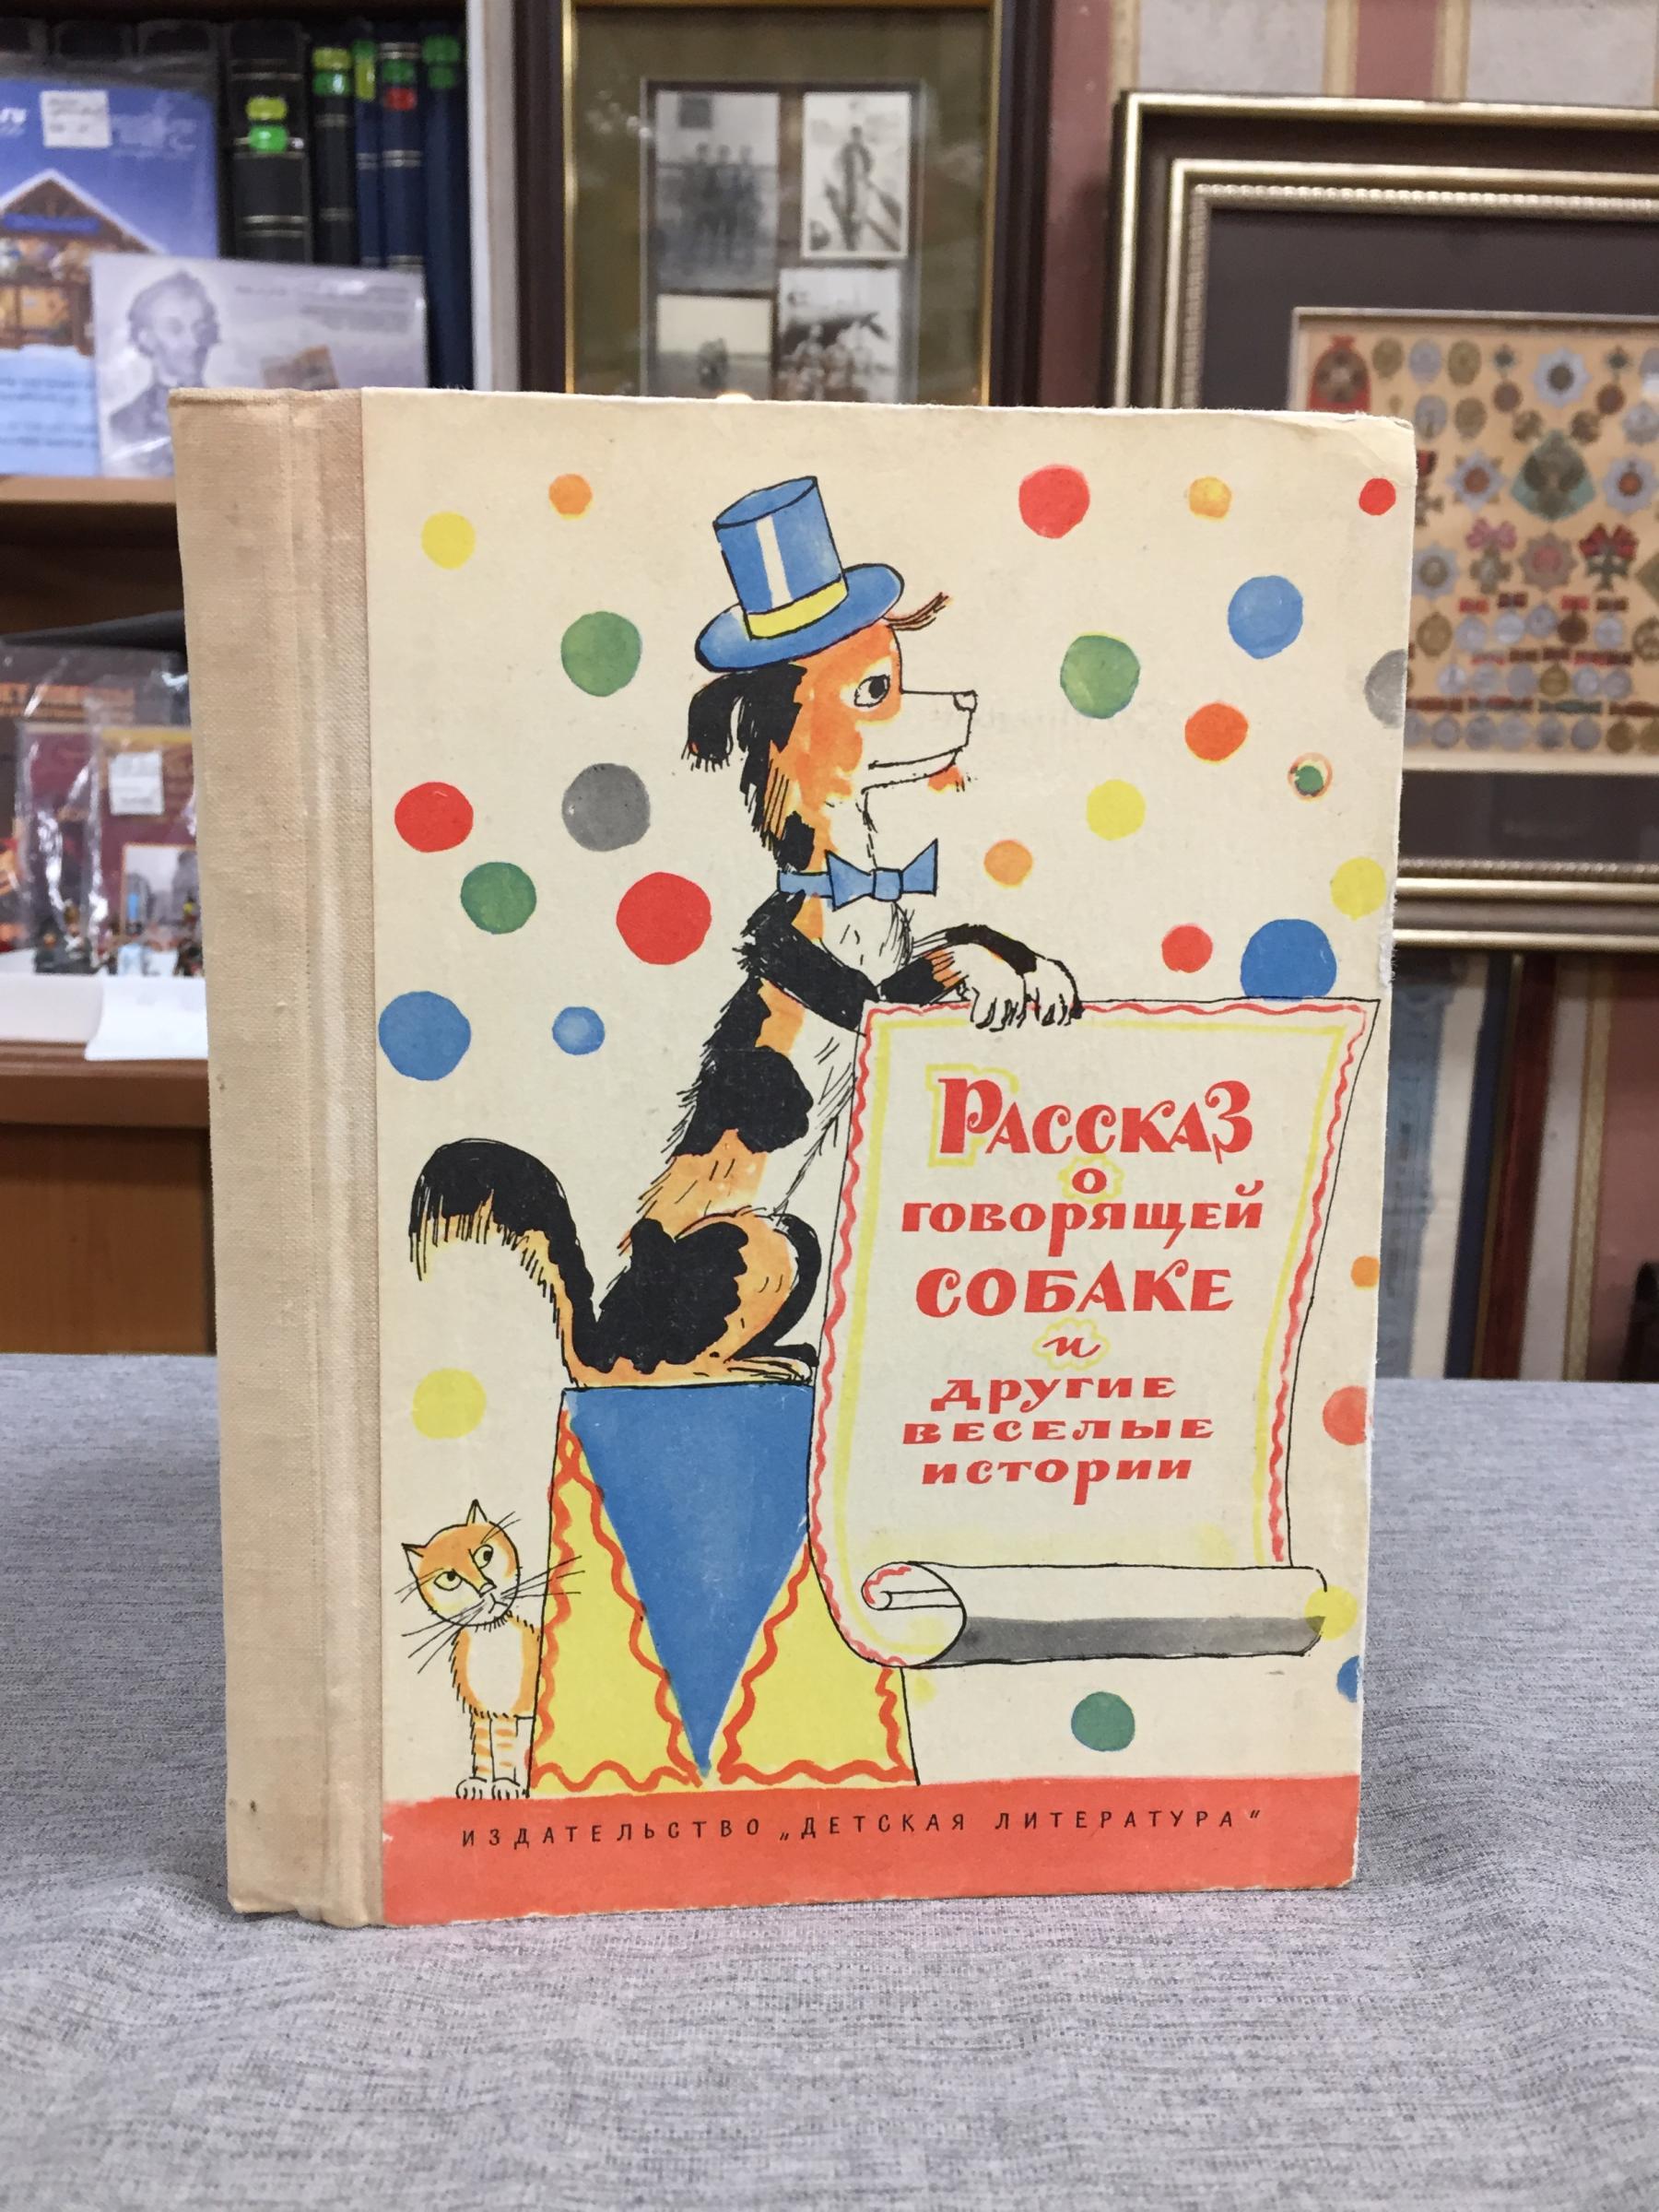 Рассказ
о
говорящей
собаке
и
другие
веселые
истории
ИЗДАТЕЛЬСТВО „ДЕТСКАЯ ЛИТЕРАТУРА“